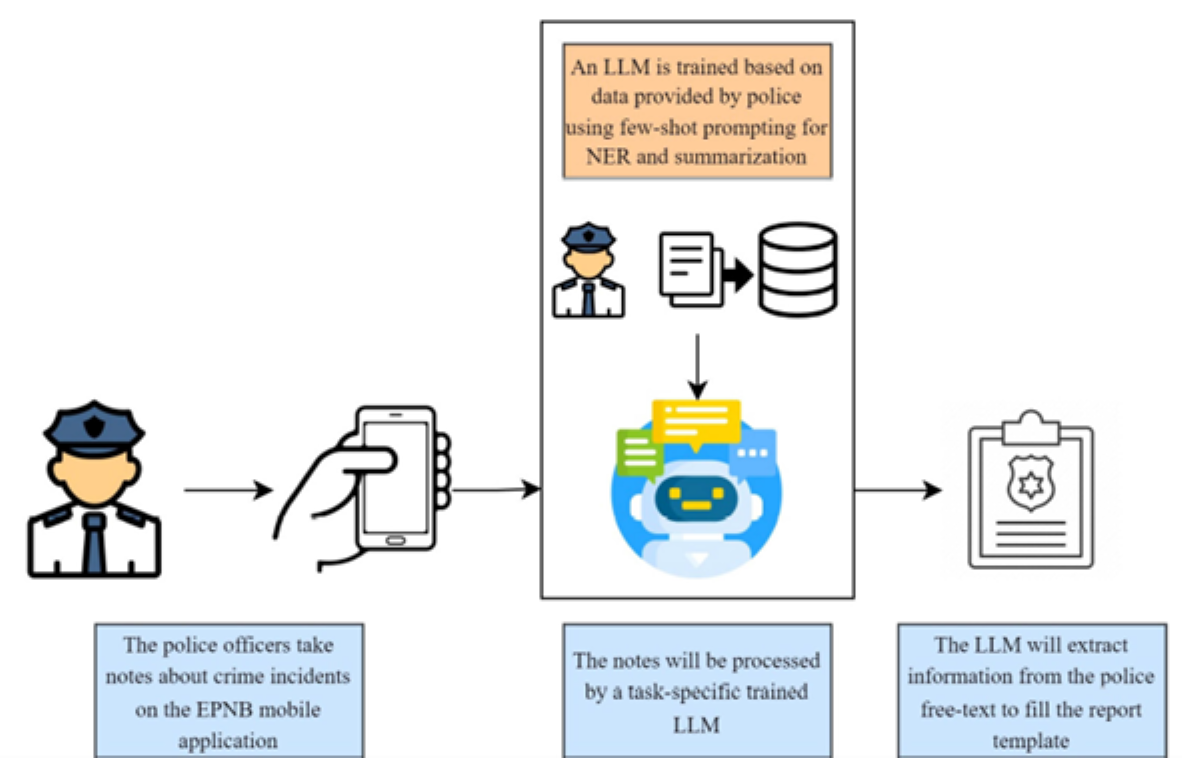 An LLM is trained based on
data provided by police
using few-shot prompting for
NER and summarization
The police officers take
notes about crime incidents
on the EPNB mobile
application
The notes will be processed
by a task-specific trained
LLM
The LLM will extract
information from the police
free-text to fill the report
template